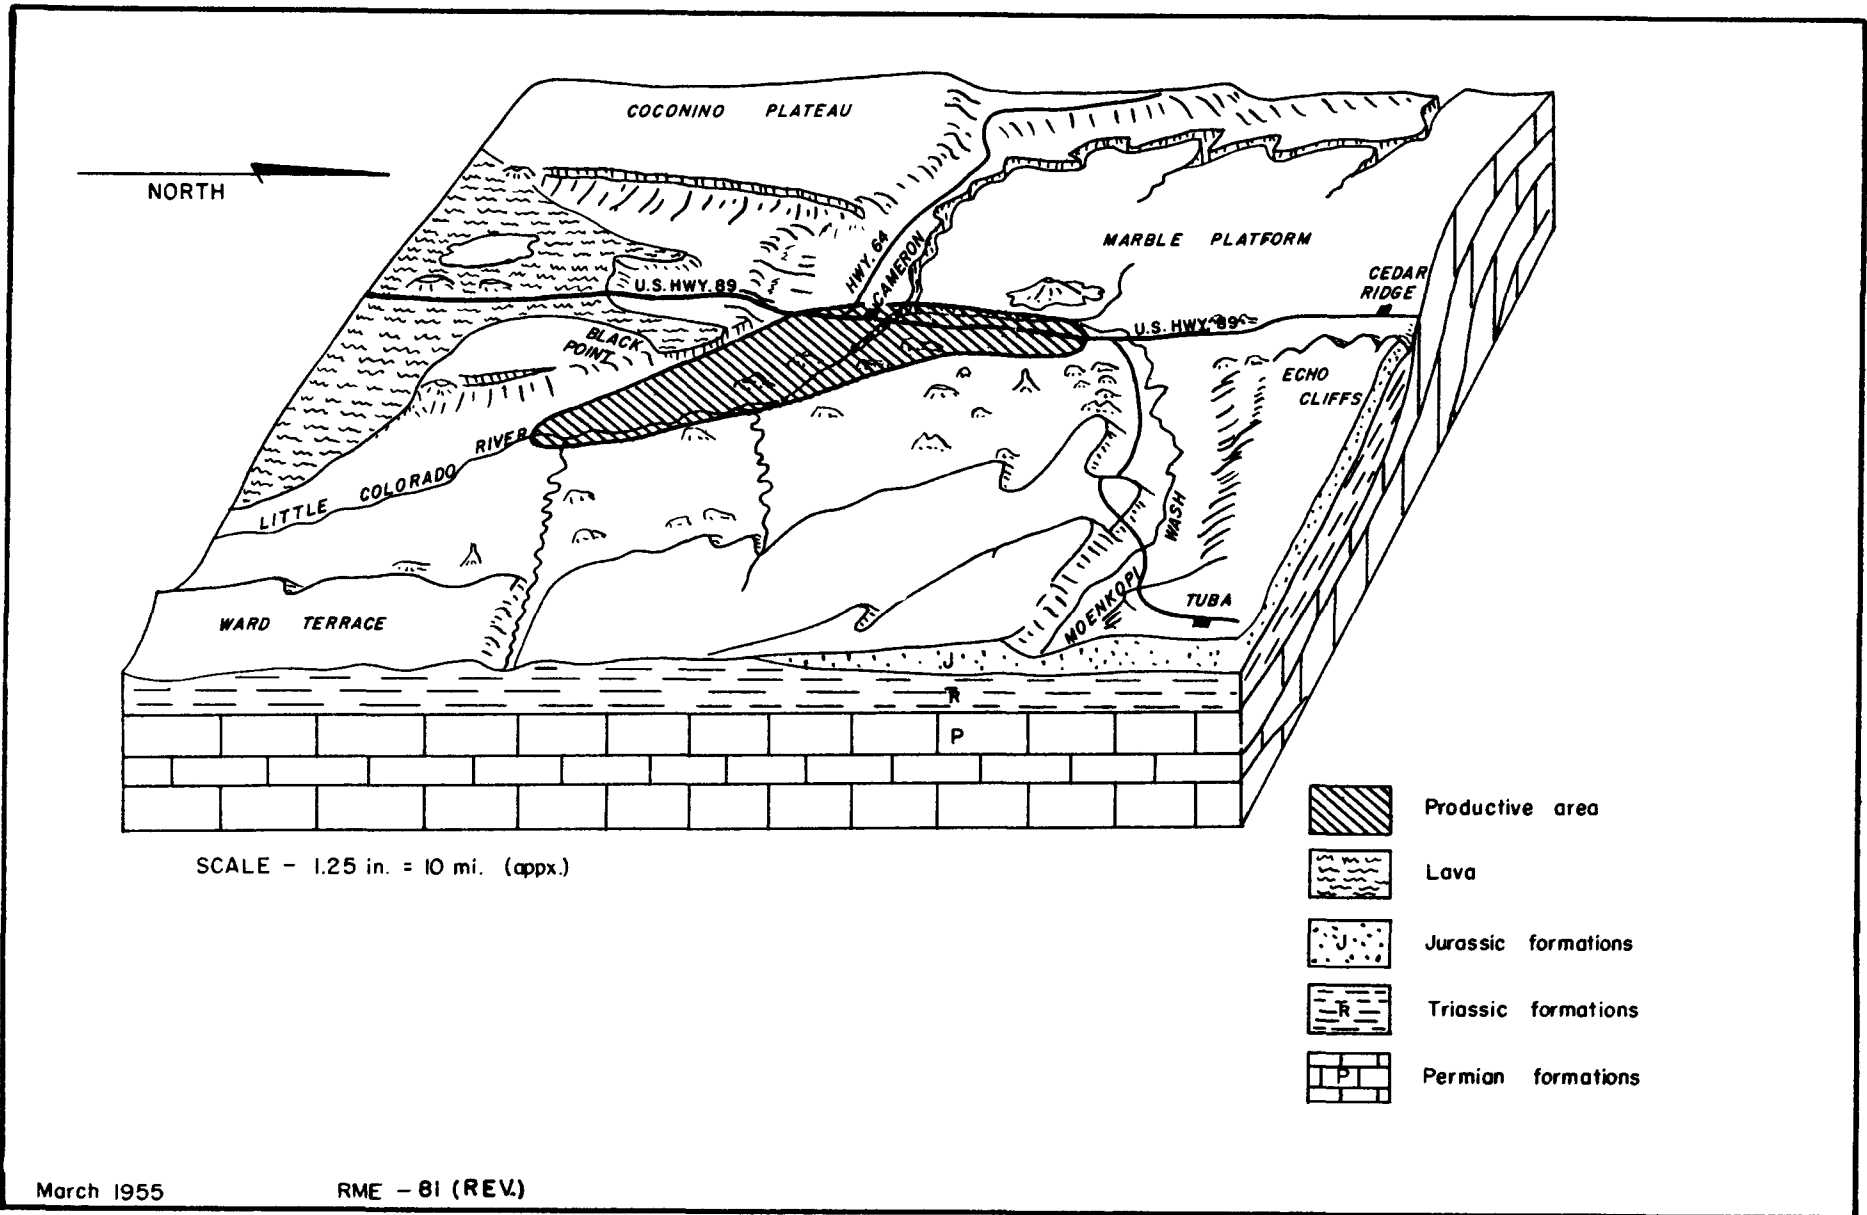 COCONINO PLATEAU
NORTH
HWY. 64
CAMERON
MARBLE PLATFORM
U.S. HWY. 89
CEDAR
RIDGE
U.S. HWY. 89
BLACK
POINT
ECHO
CLIFFS
LITTLE COLORADO RIVER
WASH
MOENKOPI
TUBA
WARD TERRACE
J
TR
P
SCALE - 1.25 in. = 10 mi. (appx.)
Productive area
Lava
J Jurassic formations
TR Triassic formations
P Permian formations
March 1955 RME - 81 (REV.)